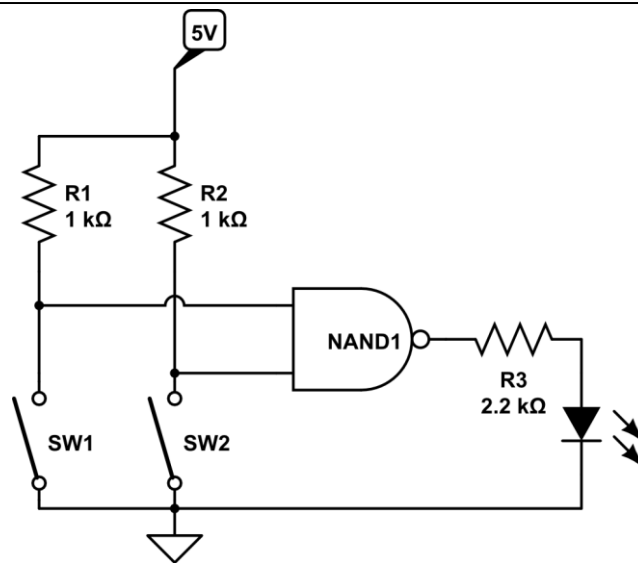 5V
R1
1 kΩ
R2
1 kΩ
NAND1
R3
2.2 kΩ
SW1
SW2